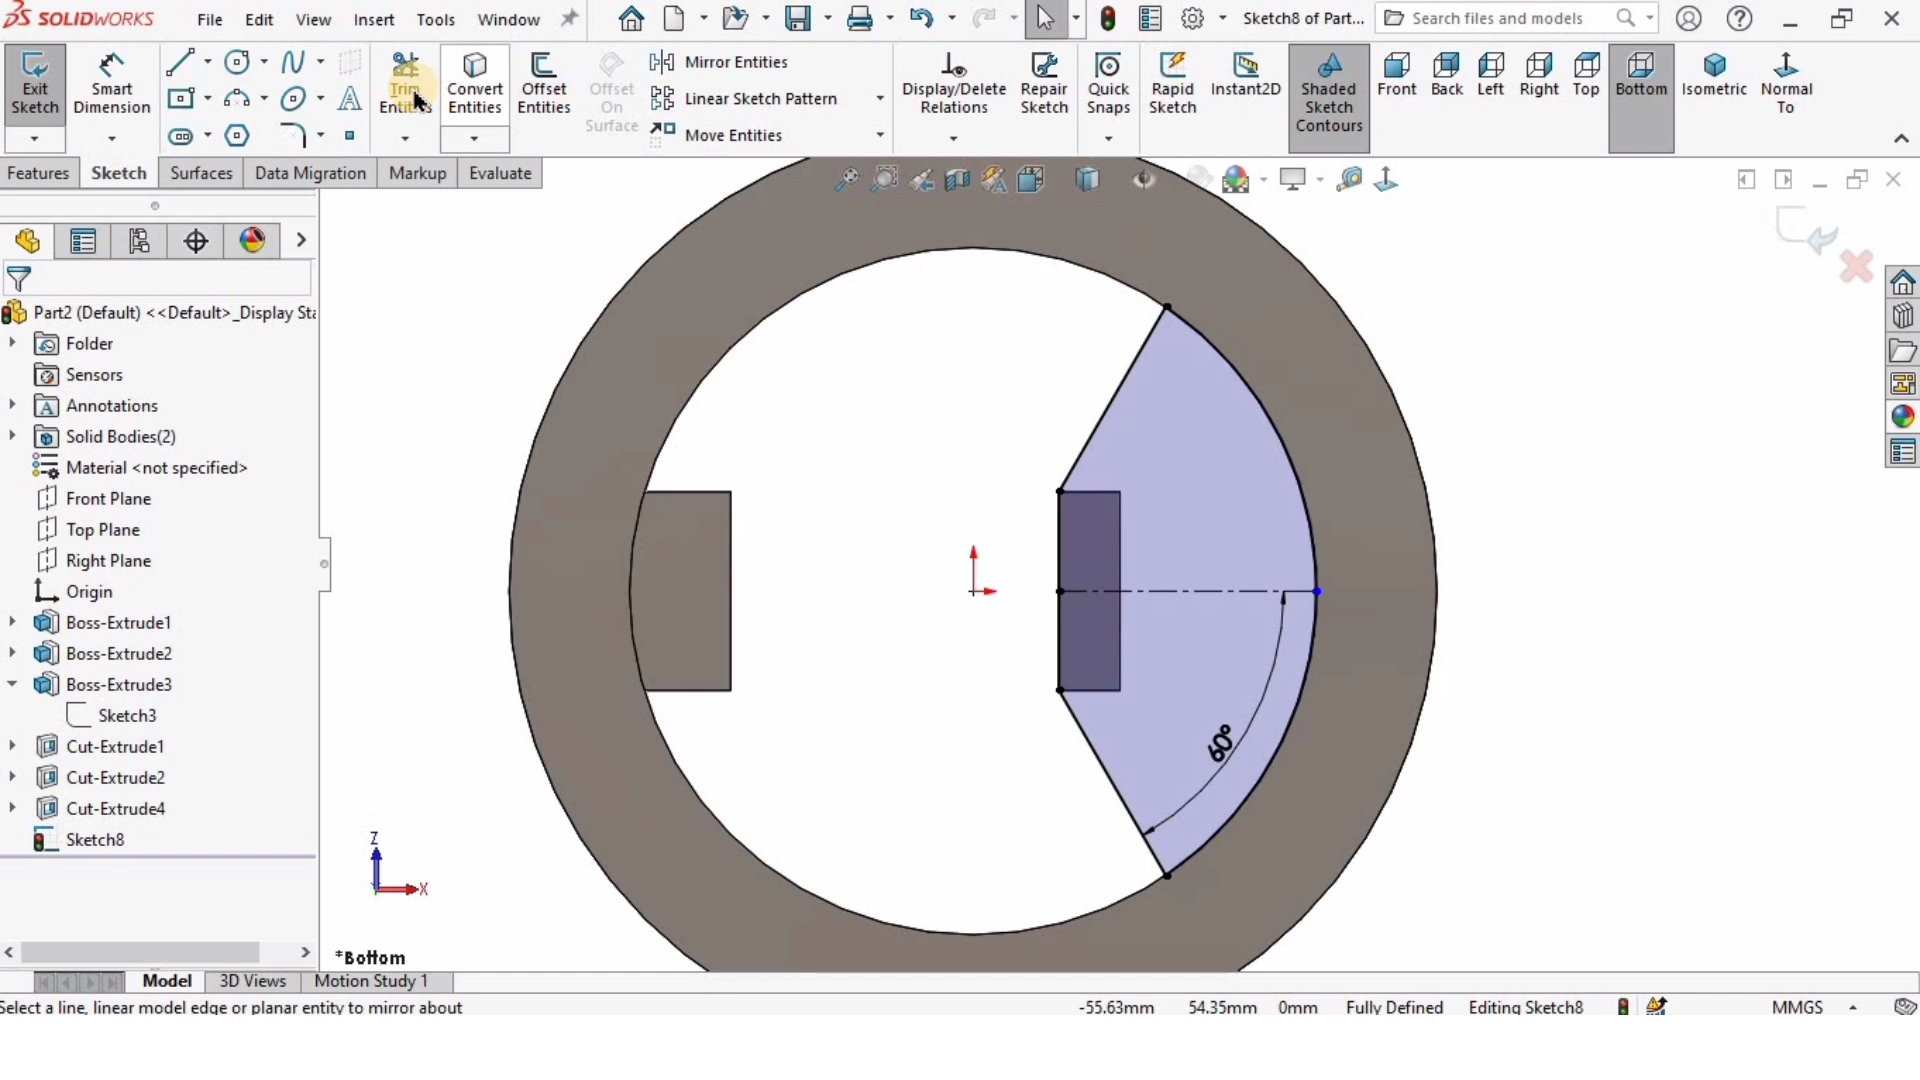 SOLIDWORKS File Edit View Insert Tools Window Sketch8 of Part... Search files and models
Exit Sketch
Smart Dimension
Trim Entities
Convert Entities
Offset Entities
Offset On Surface
Mirror Entities
Linear Sketch Pattern
Move Entities
Display/Delete Relations
Repair Sketch
Quick Snaps
Rapid Sketch
Instant2D
Shaded Sketch Contours
Front Back Left Right Top Bottom Isometric
Normal To
Features Sketch Surfaces Data Migration Markup Evaluate
Part2 (Default) <<Default>_Display Sta
Folder
Sensors
Annotations
Solid Bodies(2)
Material <not specified>
Front Plane
Top Plane
Right Plane
Origin
Boss-Extrude1
Boss-Extrude2
Boss-Extrude3
Sketch3
Cut-Extrude1
Cut-Extrude2
Cut-Extrude4
Sketch8
60°
Z
X
*Bottom
Model 3D Views Motion Study 1
Select a line, linear model edge or planar entity to mirror about -55.63mm 54.35mm 0mm Fully Defined Editing Sketch8 MMGS